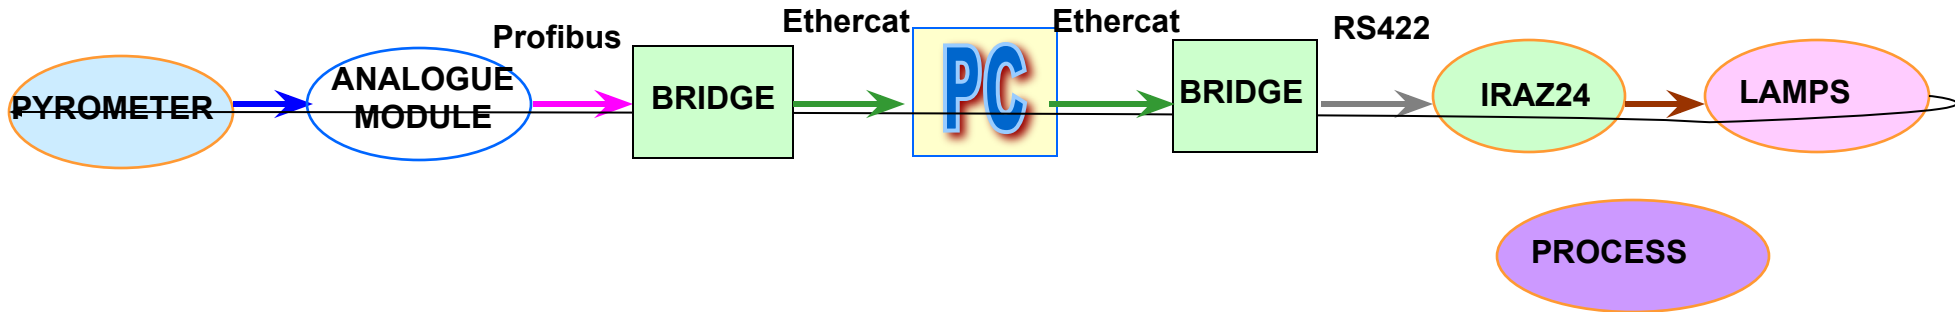 Profibus
Ethercat
Ethercat
RS422
PYROMETER
ANALOGUE
MODULE
BRIDGE
PC
BRIDGE
IRAZ24
LAMPS
PROCESS